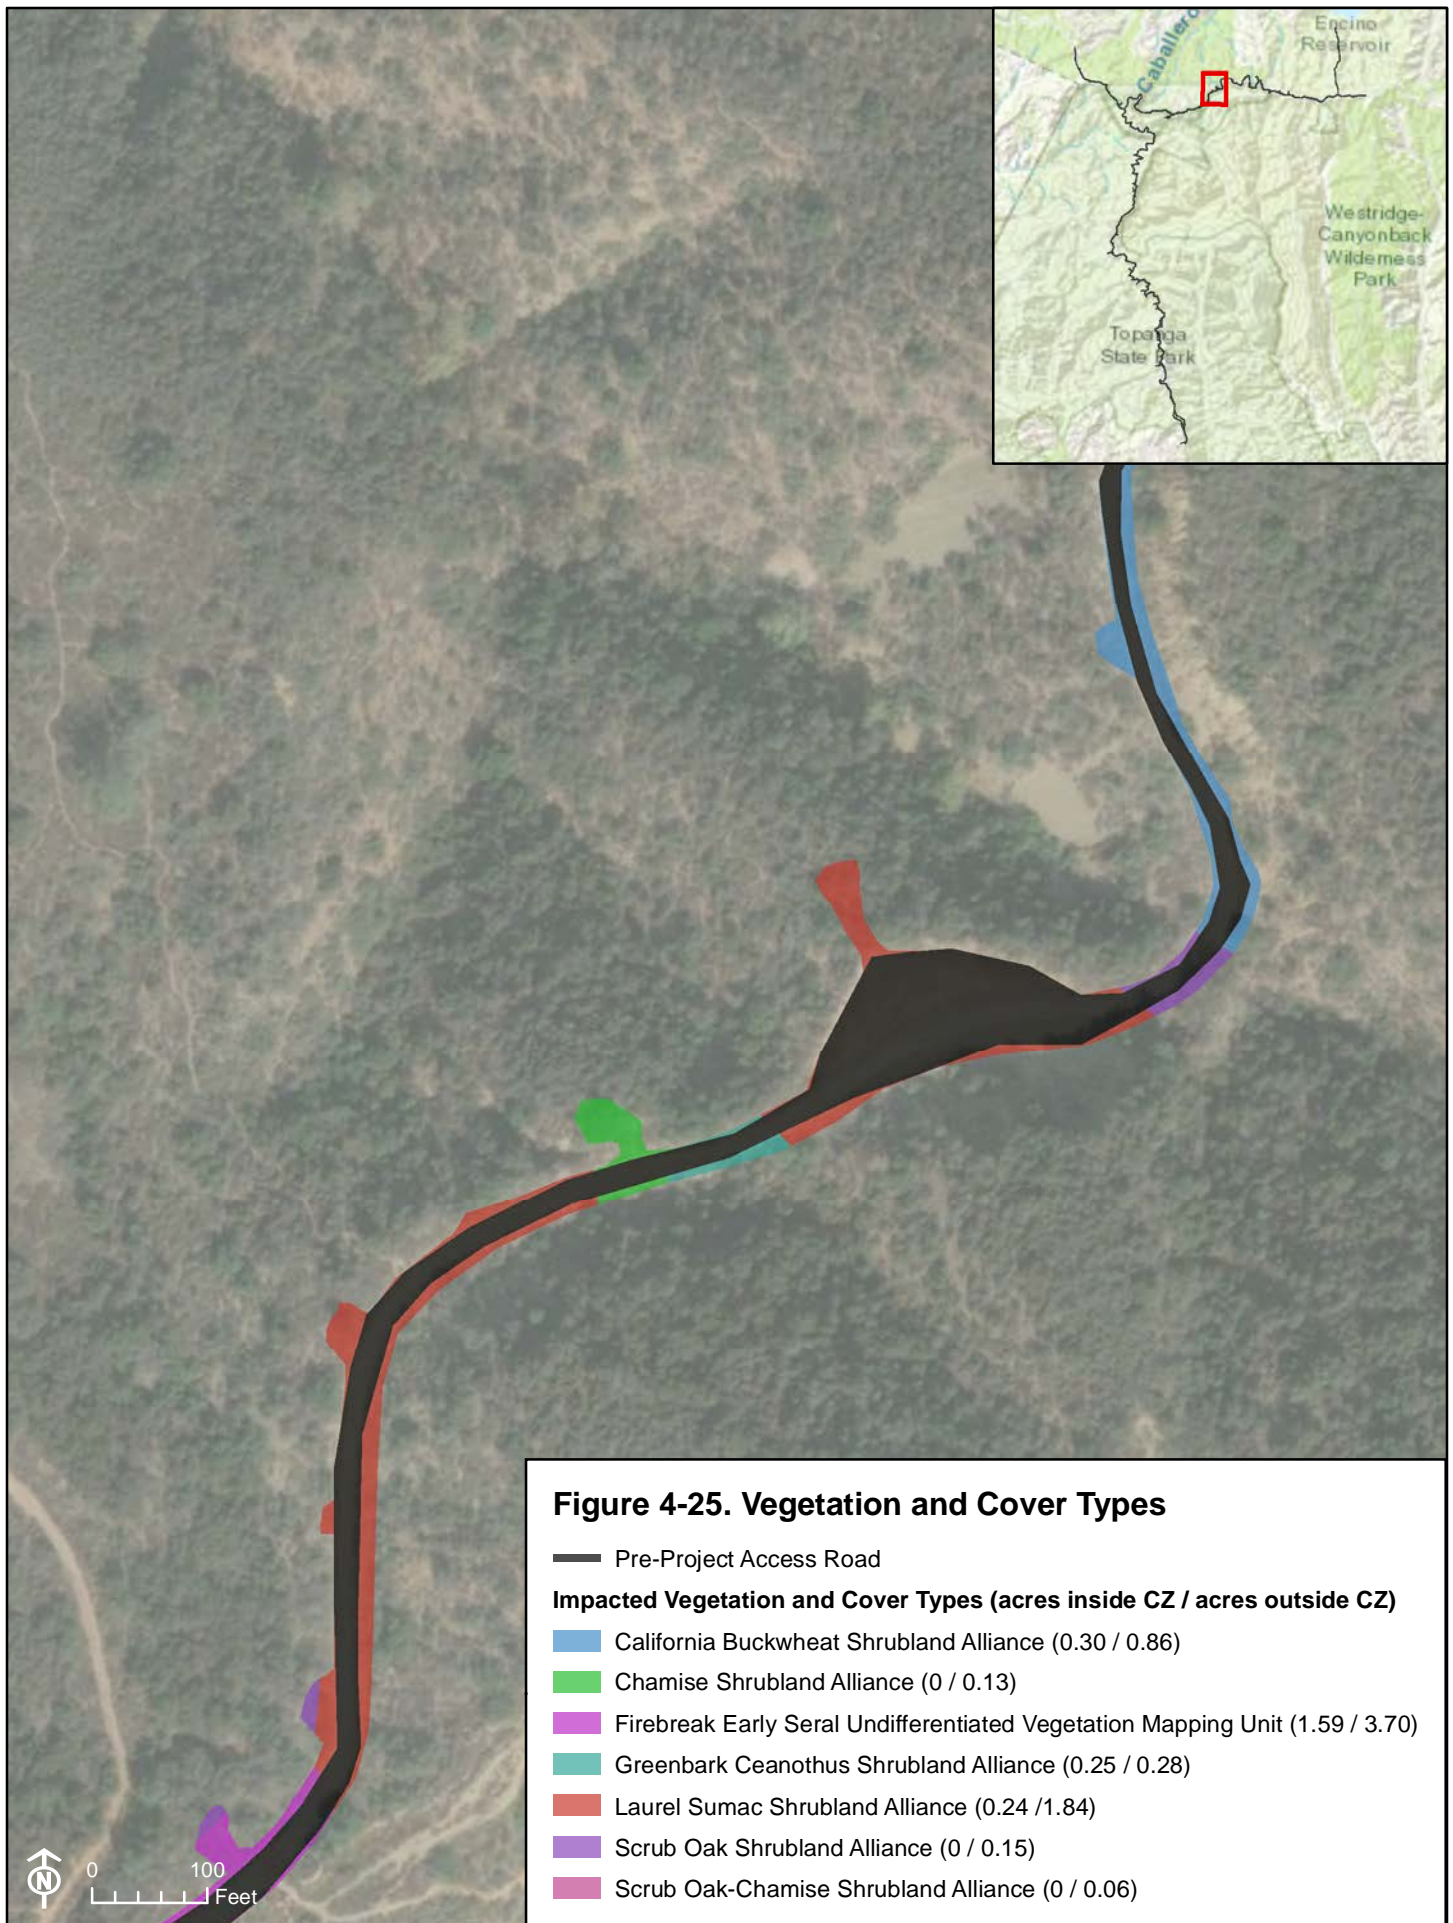 Caballero
Encino
Reservoir
Westridge-
Canyonback
Wilderness
Park
Topanga
State Park
Figure 4-25. Vegetation and Cover Types
Pre-Project Access Road
Impacted Vegetation and Cover Types (acres inside CZ / acres outside CZ)
California Buckwheat Shrubland Alliance (0.30 / 0.86)
Chamise Shrubland Alliance (0 / 0.13)
Firebreak Early Seral Undifferentiated Vegetation Mapping Unit (1.59 / 3.70)
Greenbark Ceanothus Shrubland Alliance (0.25 / 0.28)
Laurel Sumac Shrubland Alliance (0.24 /1.84)
Scrub Oak Shrubland Alliance (0 / 0.15)
Scrub Oak-Chamise Shrubland Alliance (0 / 0.06)
N
0 100
Feet